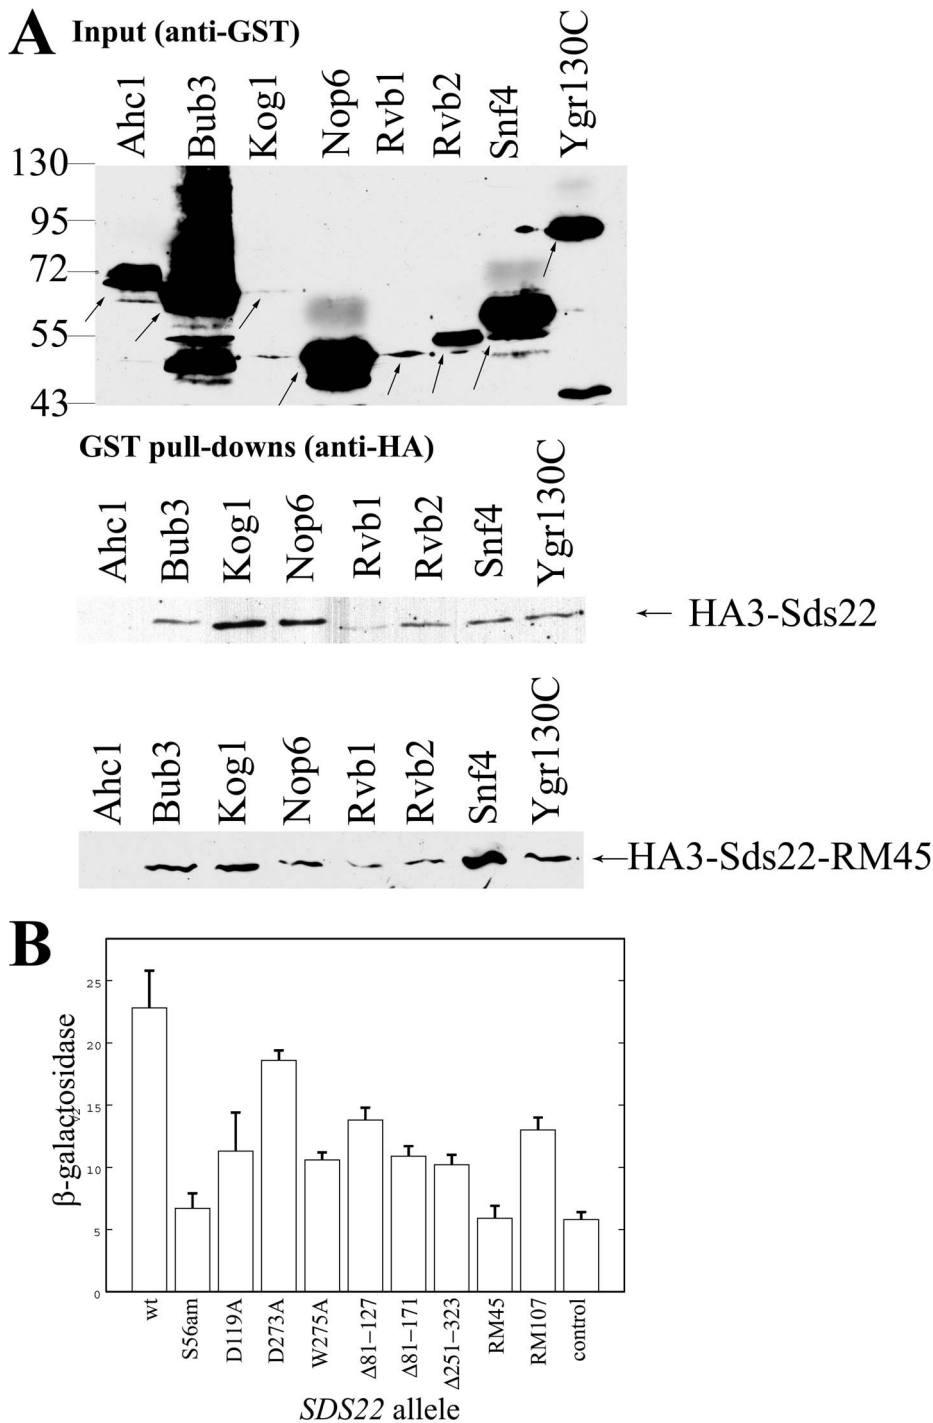 A Input (anti-GST)
Ahc1 Bub3 Kog1 Nop6 Rvb1 Rvb2 Snf4 Ygr130C
130
95
72
55
43
GST pull-downs (anti-HA)
Ahc1 Bub3 Kog1 Nop6 Rvb1 Rvb2 Snf4 Ygr130C
← HA3-Sds22
Ahc1 Bub3 Kog1 Nop6 Rvb1 Rvb2 Snf4 Ygr130C
←HA3-Sds22-RM45
B
β-galactosidase
25
20
15
10
5
0
wt S56am D119A D273A W275A Δ81−127 Δ81−171 Δ251−323 RM45 RM107 control
SDS22 allele